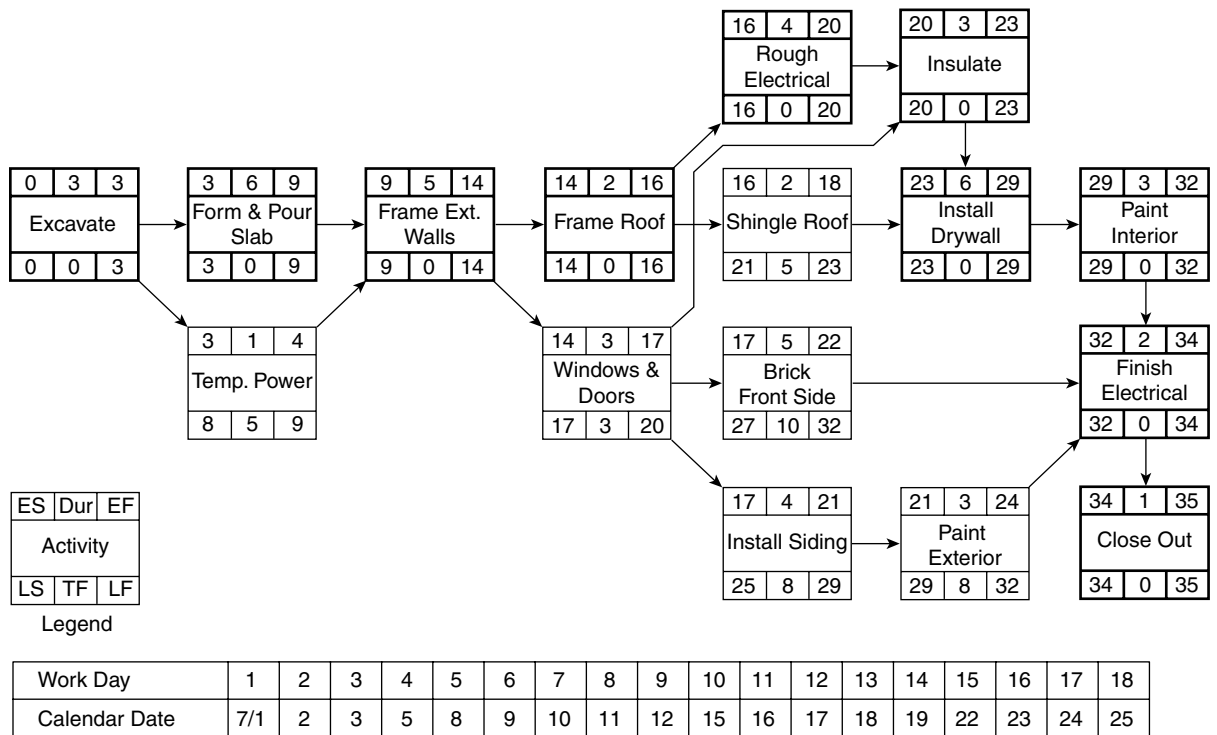 16 4 20
Rough
Electrical
16 0 20
20 3 23
Insulate
20 0 23
0 3 3
Excavate
0 0 3
3 6 9
Form & Pour
Slab
3 0 9
9 5 14
Frame Ext.
Walls
9 0 14
14 2 16
Frame Roof
14 0 16
16 2 18
Shingle Roof
21 5 23
23 6 29
Install
Drywall
23 0 29
29 3 32
Paint
Interior
29 0 32
3 1 4
Temp. Power
8 5 9
14 3 17
Windows &
Doors
17 3 20
17 5 22
Brick
Front Side
27 10 32
32 2 34
Finish
Electrical
32 0 34
17 4 21
Install Siding
25 8 29
21 3 24
Paint
Exterior
29 8 32
34 1 35
Close Out
34 0 35
ES Dur EF
Activity
LS TF LF
Legend
Work Day 1 2 3 4 5 6 7 8 9 10 11 12 13 14 15 16 17 18
Calendar Date 7/1 2 3 5 8 9 10 11 12 15 16 17 18 19 22 23 24 25